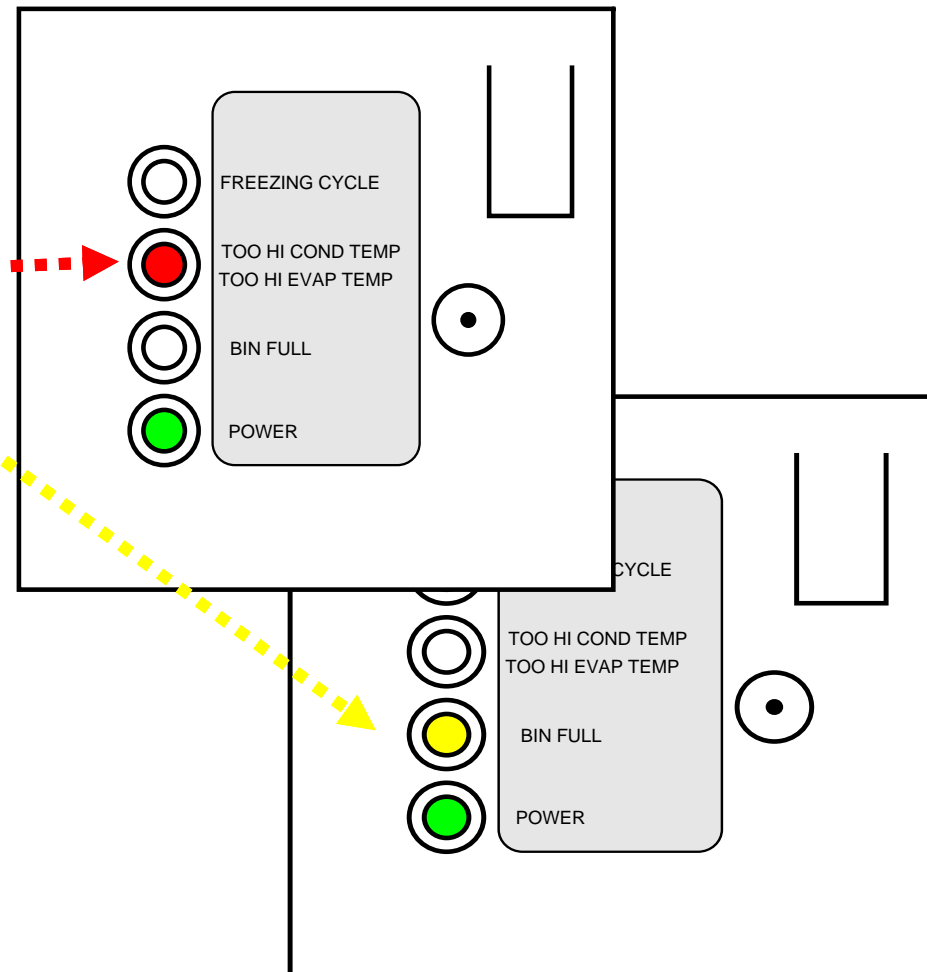 FREEZING CYCLE
TOO HI COND TEMP
TOO HI EVAP TEMP
BIN FULL
POWER
CYCLE
TOO HI COND TEMP
TOO HI EVAP TEMP
BIN FULL
POWER